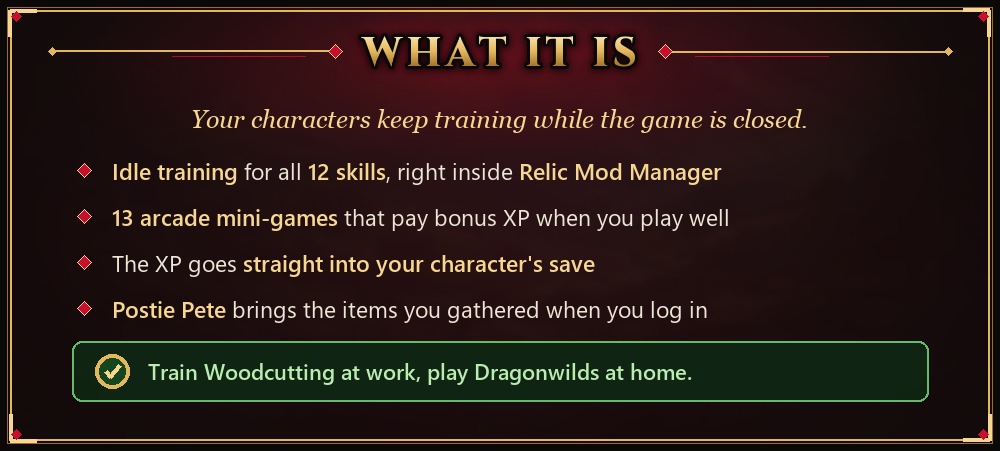 WHAT IT IS
Your characters keep training while the game is closed.
Idle training for all 12 skills, right inside Relic Mod Manager
13 arcade mini-games that pay bonus XP when you play well
The XP goes straight into your character's save
Postie Pete brings the items you gathered when you log in
Train Woodcutting at work, play Dragonwilds at home.